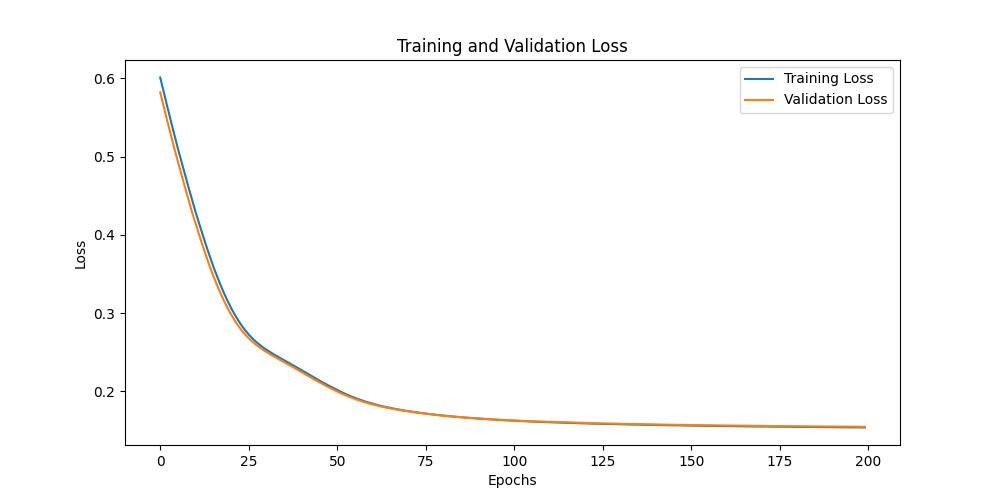 Training and Validation Loss
Training Loss
Validation Loss
Loss
0.6
0.5
0.4
0.3
0.2
0 25 50 75 100 125 150 175 200
Epochs